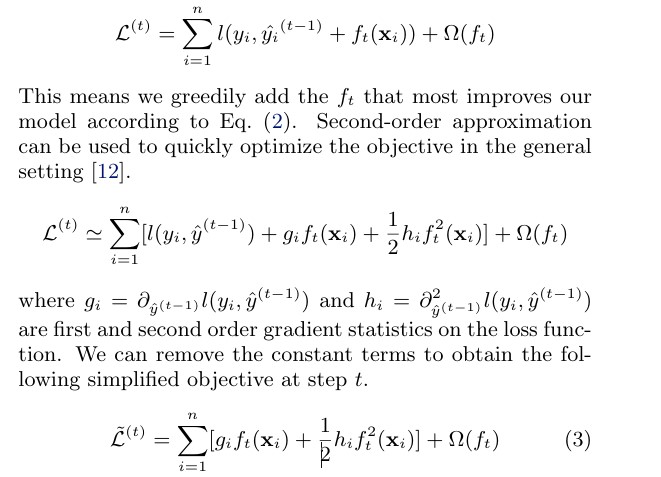 $\mathcal{L}^{(t)} = \sum_{i=1}^{n} l(y_i, \hat{y_i}^{(t-1)} + f_t(\mathbf{x}_i)) + \Omega(f_t)$
This means we greedily add the $f_t$ that most improves our
model according to Eq. (2). Second-order approximation
can be used to quickly optimize the objective in the general
setting [12].
$\mathcal{L}^{(t)} \simeq \sum_{i=1}^{n} [l(y_i, \hat{y}^{(t-1)}) + g_i f_t(\mathbf{x}_i) + \frac{1}{2} h_i f_t^2(\mathbf{x}_i)] + \Omega(f_t)$
where $g_i = \partial_{\hat{y}^{(t-1)}} l(y_i, \hat{y}^{(t-1)})$ and $h_i = \partial^2_{\hat{y}^{(t-1)}} l(y_i, \hat{y}^{(t-1)})$
are first and second order gradient statistics on the loss func-
tion. We can remove the constant terms to obtain the fol-
lowing simplified objective at step $t$.
$\tilde{\mathcal{L}}^{(t)} = \sum_{i=1}^{n} [g_i f_t(\mathbf{x}_i) + \frac{1}{2} h_i f_t^2(\mathbf{x}_i)] + \Omega(f_t)$ (3)